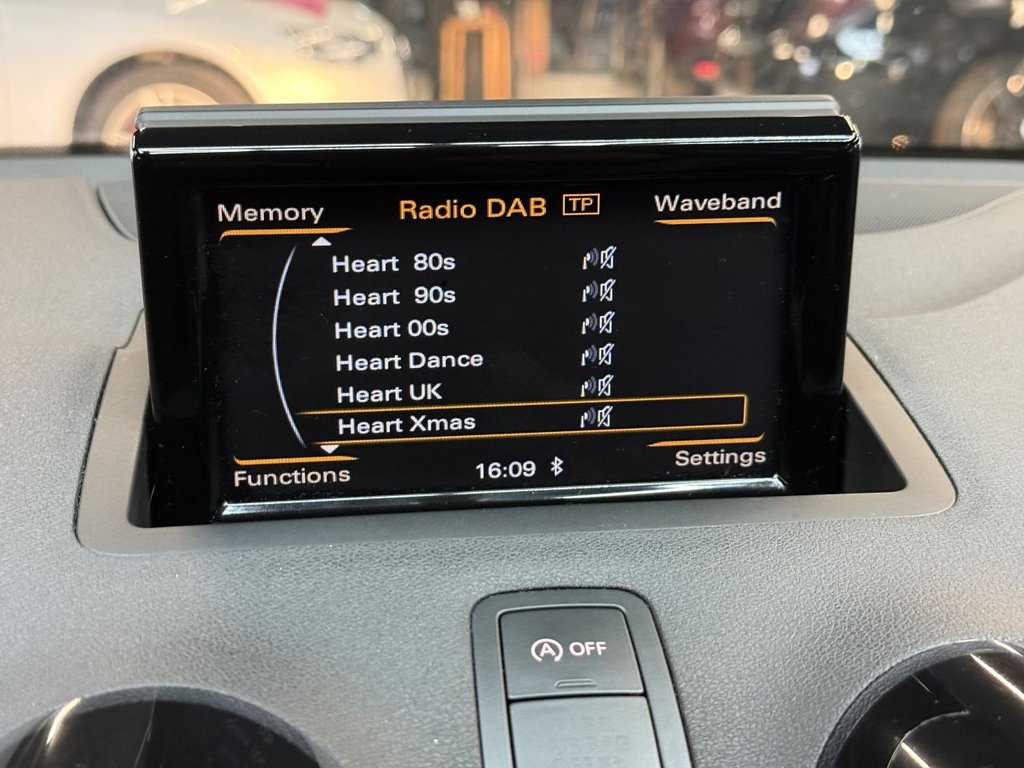 Memory Radio DAB TP Waveband
Heart 80s
Heart 90s
Heart 00s
Heart Dance
Heart UK
Heart Xmas
Functions 16:09 Settings
A OFF